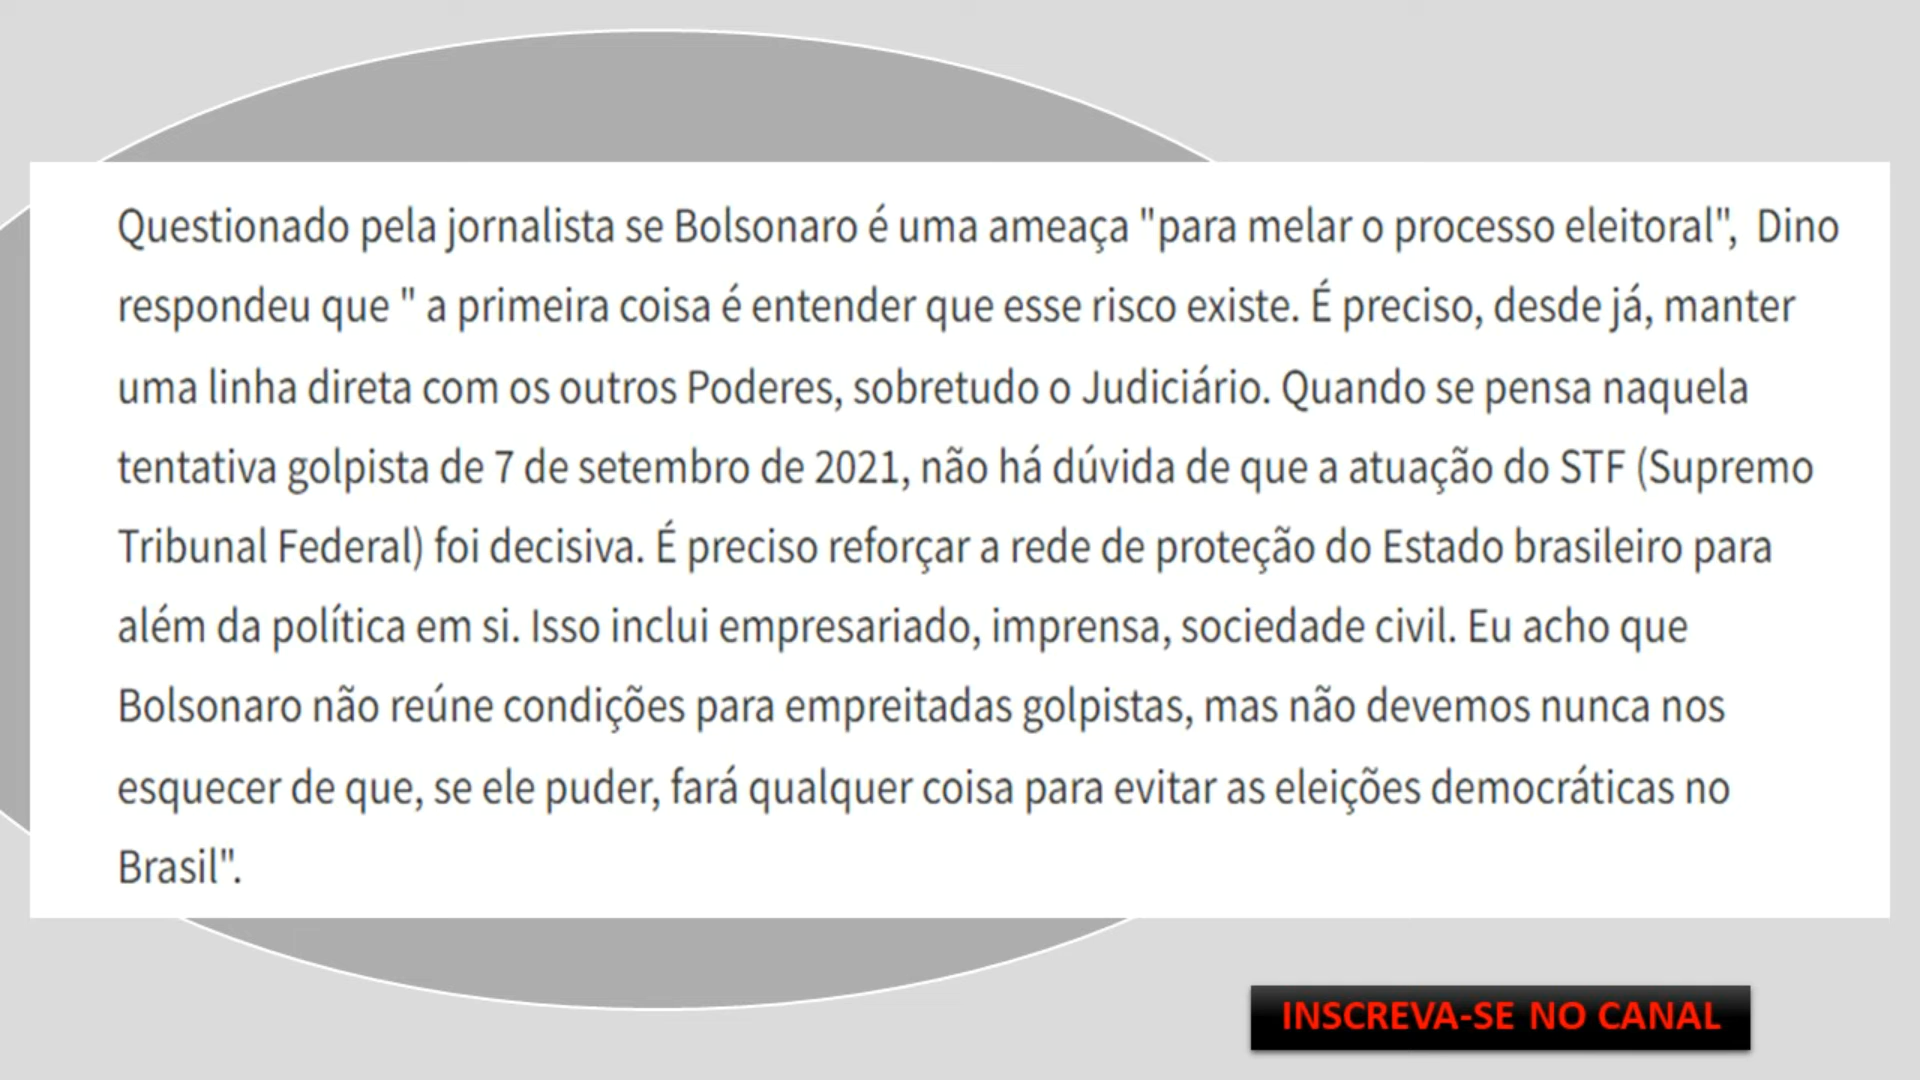 Questionado pela jornalista se Bolsonaro é uma ameaça "para melar o processo eleitoral", Dino
respondeu que " a primeira coisa é entender que esse risco existe. É preciso, desde já, manter
uma linha direta com os outros Poderes, sobretudo o Judiciário. Quando se pensa naquela
tentativa golpista de 7 de setembro de 2021, não há dúvida de que a atuação do STF (Supremo
Tribunal Federal) foi decisiva. É preciso reforçar a rede de proteção do Estado brasileiro para
além da política em si. Isso inclui empresariado, imprensa, sociedade civil. Eu acho que
Bolsonaro não reúne condições para empreitadas golpistas, mas não devemos nunca nos
esquecer de que, se ele puder, fará qualquer coisa para evitar as eleições democráticas no
Brasil".
INSCREVA-SE NO CANAL